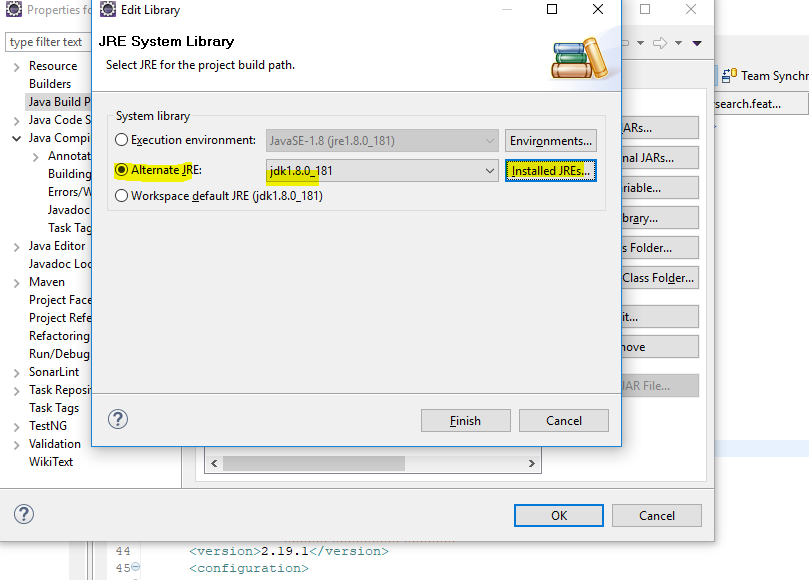 Properties fo
Edit Library
type filter text
Resource
Builders
Java Build P
Java Code S
Java Compi
Annotat
Building
Errors/W
Javadoc
Task Tag
Java Editor
Javadoc Loc
Maven
Project Face
Project Refe
Refactoring
Run/Debug
SonarLint
Task Reposi
Task Tags
TestNG
Validation
WikiText
JRE System Library
Select JRE for the project build path.
System library
Execution environment:
JavaSE-1.8 (jre1.8.0_181)
Environments...
Alternate JRE:
jdk1.8.0_181
Installed JREs...
Workspace default JRE (jdk1.8.0_181)
Finish
Cancel
Team Synchr
search.feat...
ARs...
nal JARs...
riable...
brary...
s Folder...
Class Folder...
it...
nove
JAR File...
OK
Cancel
44 <version>2.19.1</version>
45 <configuration>